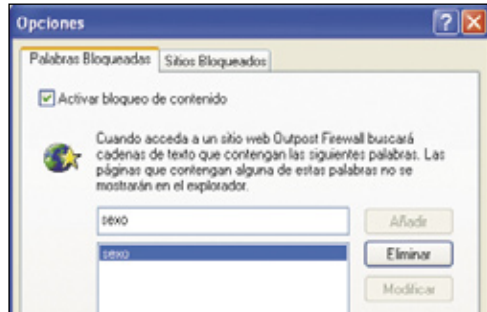 Opciones
Palabras Bloqueadas
Sitios Bloqueados
Activar bloqueo de contenido
Cuando acceda a un sitio web Outpost Firewall buscará
cadenas de texto que contengan las siguientes palabras. Las
páginas que contengan alguna de estas palabras no se
mostrarán en el explorador.
sexo
Añadir
sexo
Eliminar
Modificar